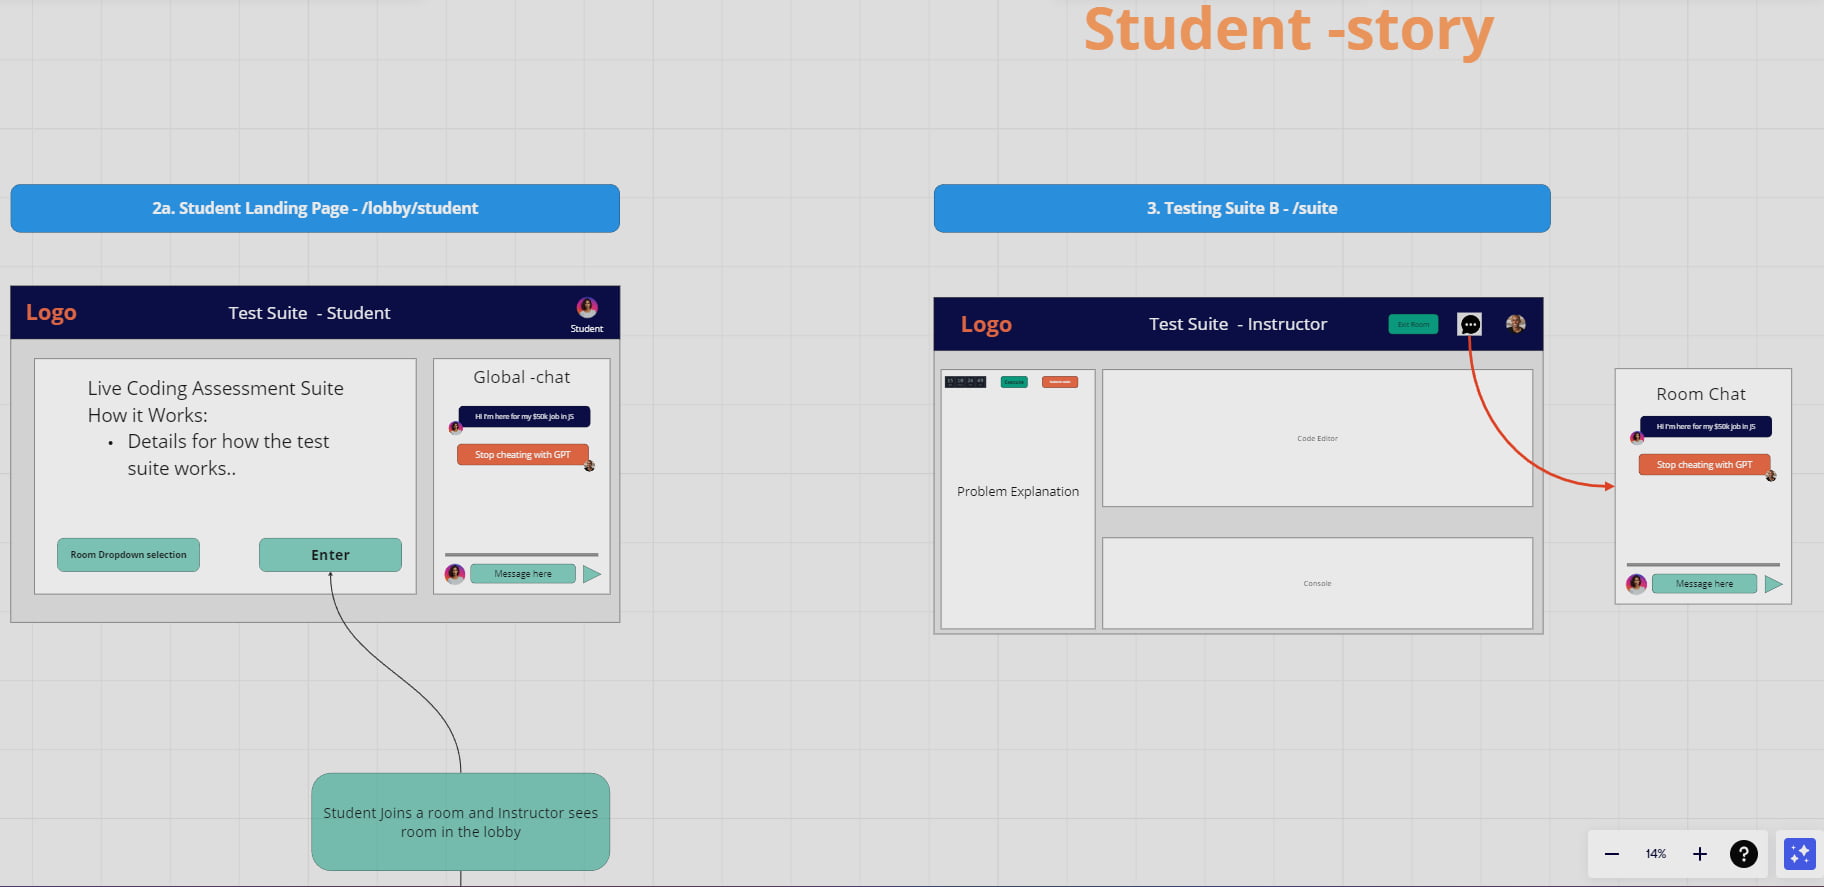 Student -story
2a. Student Landing Page - /lobby/student
3. Testing Suite B - /suite
Logo
Test Suite - Student
Student
Live Coding Assessment Suite
How it Works:
• Details for how the test
suite works..
Room Dropdown selection
Enter
Global -chat
Hi I'm here for my $50k job in JS
Stop cheating with GPT
Message here
Logo
Test Suite - Instructor
Exit Room
Execute
Problem Explanation
Code Editor
Console
Room Chat
Hi I'm here for my $50k job in JS
Stop cheating with GPT
Message here
Student Joins a room and Instructor sees
room in the lobby
14%